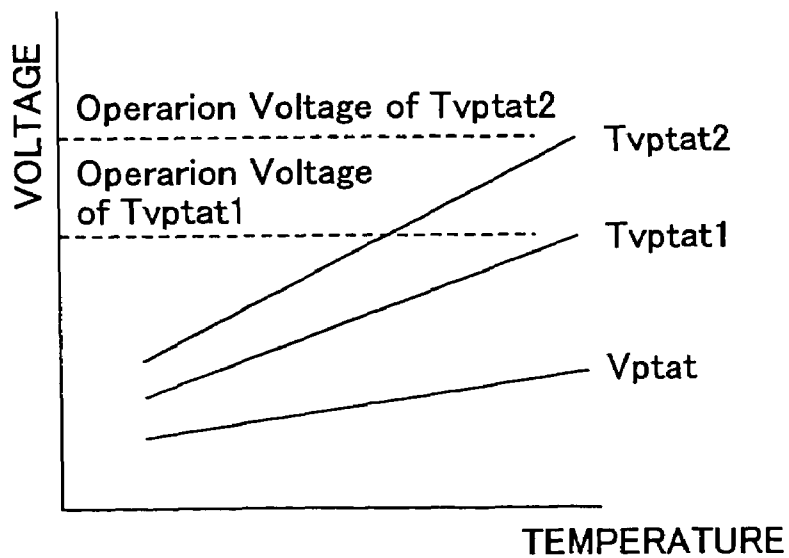 VOLTAGE
Operarion Voltage of Tvptat2
Tvptat2
Operarion Voltage
of Tvptat1
Tvptat1
Vptat
TEMPERATURE